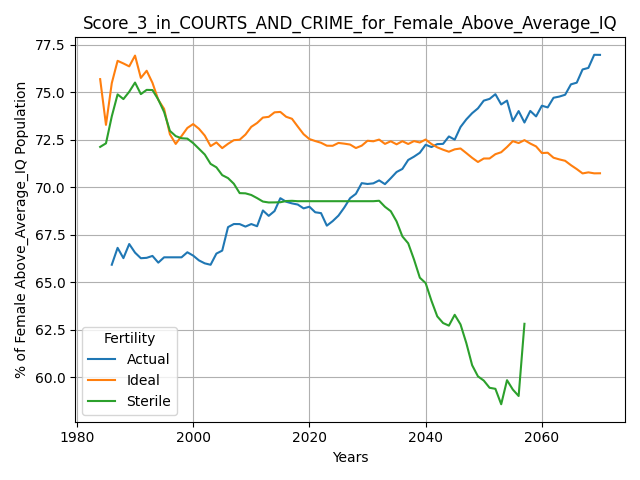 Score_3_in_COURTS_AND_CRIME_for_Female_Above_Average_IQ
% of Female Above_Average_IQ Population
77.5
75.0
72.5
70.0
67.5
65.0
62.5
60.0
Fertility
Actual
Ideal
Sterile
1980
2000
2020
2040
2060
Years